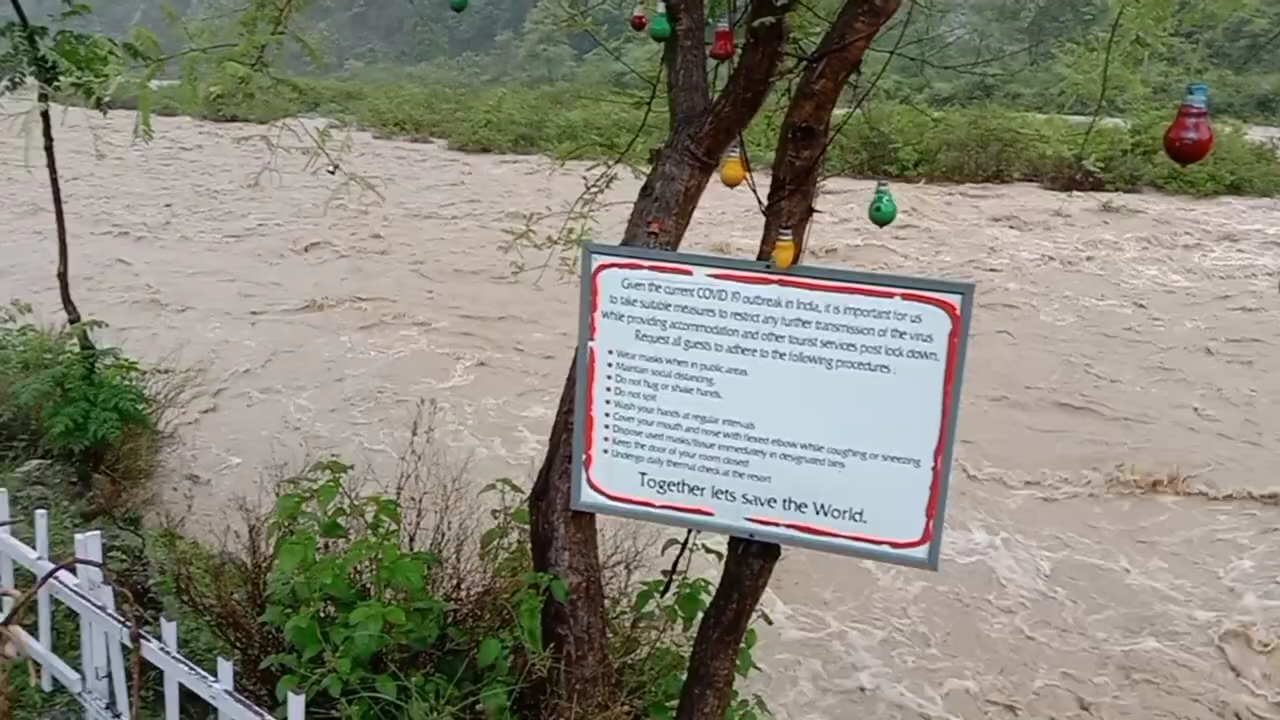 Given the current COVID 19 outbreak in India, it is important for us
to take suitable measures to restrict any further transmission of the virus
while providing accommodation and other tourist services post lock down.
Request all guests to adhere to the following procedures :
• Wear masks when in public areas
• Maintain social distancing.
• Do not hug or shake hands.
• Do not spit
• Wash your hands at regular intervals
• Cover your mouth and nose with flexed elbow while coughing or sneezing
• Dispose used masks/tissue immediately in designated bins
• Keep the door of your room closed
• Undergo daily thermal check at the resort
Together lets save the World.